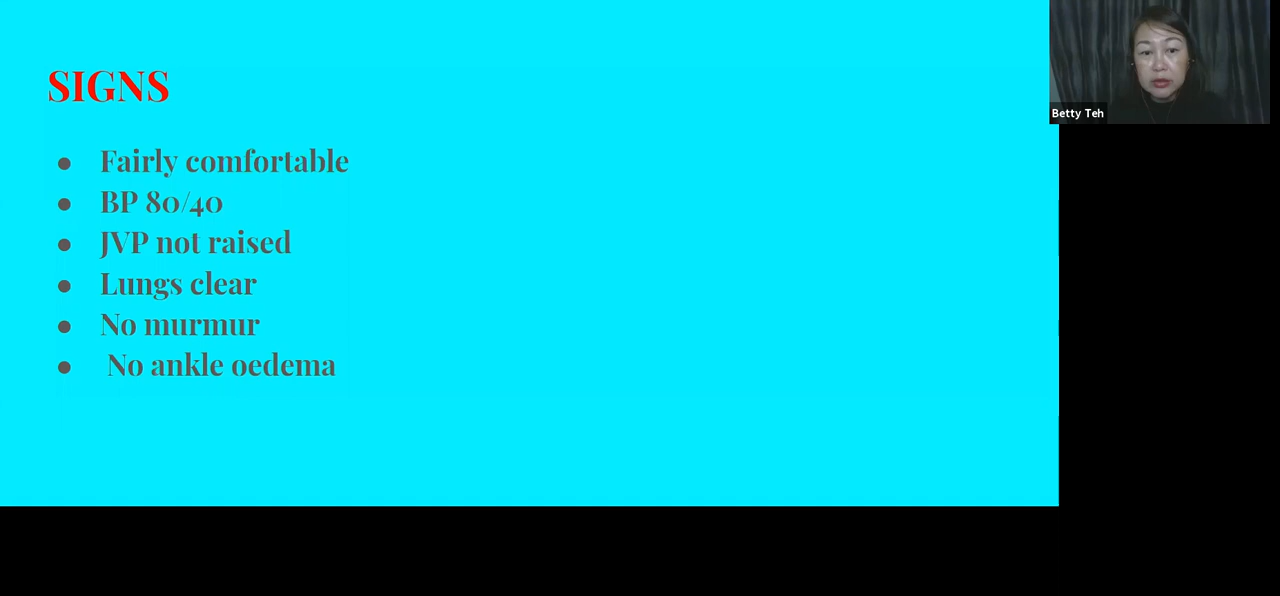 SIGNS
● Fairly comfortable
● BP 80/40
● JVP not raised
● Lungs clear
● No murmur
● No ankle oedema
Betty Teh